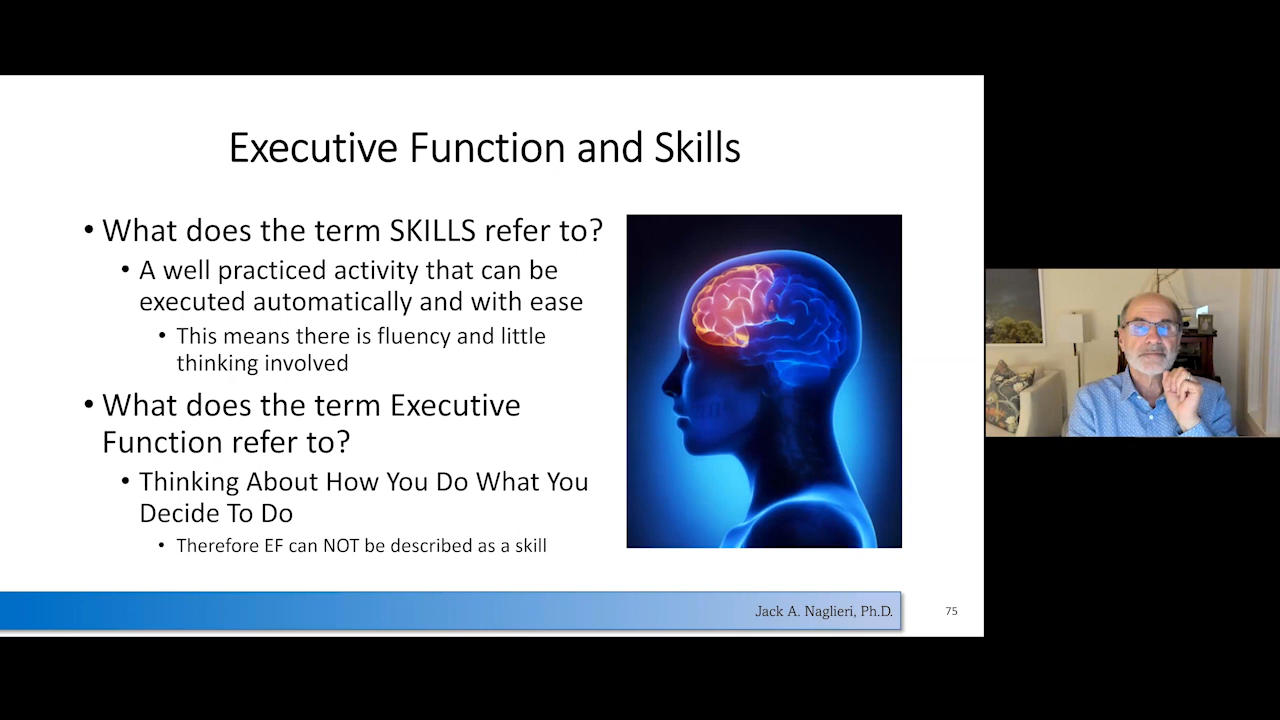 Executive Function and Skills
• What does the term SKILLS refer to?
• A well practiced activity that can be
executed automatically and with ease
• This means there is fluency and little
thinking involved
• What does the term Executive
Function refer to?
• Thinking About How You Do What You
Decide To Do
• Therefore EF can NOT be described as a skill
Jack A. Naglieri, Ph.D.
75